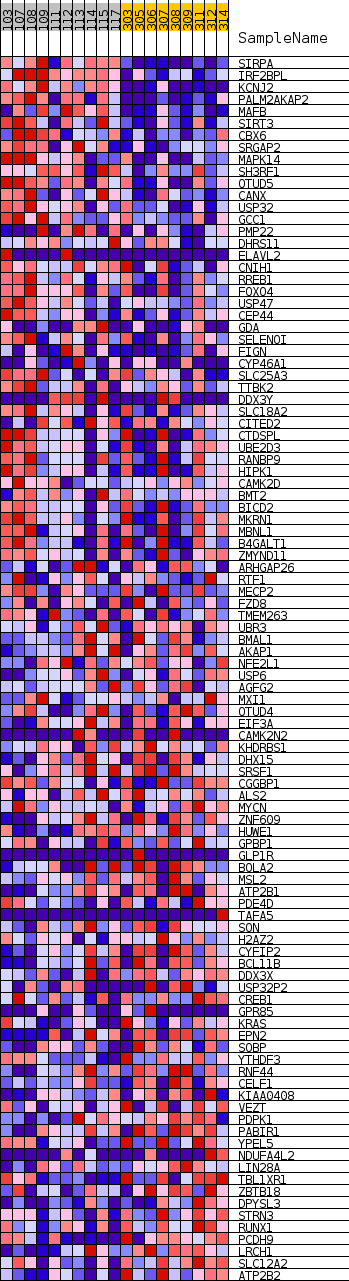 103 107 108 109 111 112 113 114 115 117 303 305 306 307 308 309 311 312 314
SampleName
SIRPA
IRF2BPL
KCNJ2
PALM2AKAP2
MAFB
SIRT3
CBX6
SRGAP2
MAPK14
SH3RF1
OTUD5
CANX
USP32
GCC1
PMP22
DHRS11
ELAVL2
CNIH1
RREB1
FOXO4
USP47
CEP44
GDA
SELENOI
FIGN
CYP46A1
SLC25A3
TTBK2
DDX3Y
SLC18A2
CITED2
CTDSPL
UBE2D3
RANBP9
HIPK1
CAMK2D
BMT2
BICD2
MKRN1
MBNL1
B4GALT1
ZMYND11
ARHGAP26
RTF1
MECP2
FZD8
TMEM263
UBR3
BMAL1
AKAP1
NFE2L1
USP6
AGFG2
MXI1
OTUD4
EIF3A
CAMK2N2
KHDRBS1
DHX15
SRSF1
CGGBP1
ALS2
MYCN
ZNF609
HUWE1
GPBP1
GLP1R
BOLA2
MSL2
ATP2B1
PDE4D
TAFA5
SON
H2AZ2
CYFIP2
BCL11B
DDX3X
USP32P2
CREB1
GPR85
KRAS
EPN2
SOBP
YTHDF3
RNF44
CELF1
KIAA0408
VEZT
PDPK1
PABIR1
YPEL5
NDUFA4L2
LIN28A
TBL1XR1
ZBTB18
DPYSL3
STRN3
RUNX1
PCDH9
LRCH1
SLC12A2
ATP2B2